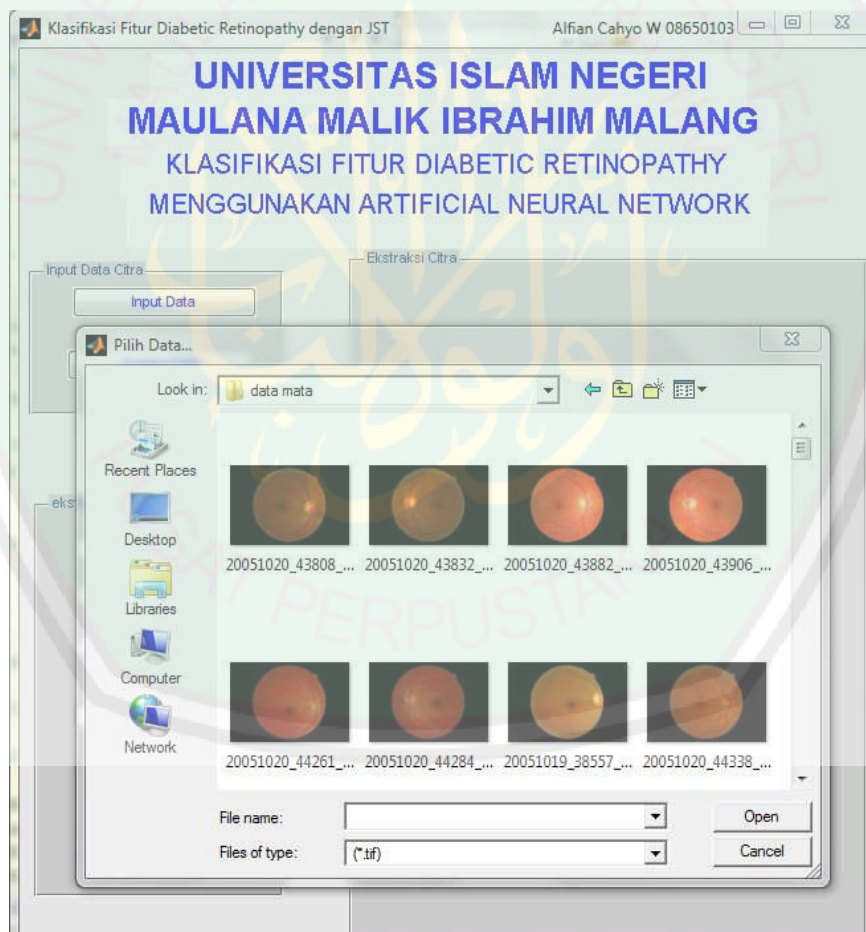 Klasifikasi Fitur Diabetic Retinopathy dengan JST
Alfian Cahyo W 08650103
UNIVERSITAS ISLAM NEGERI
MAULANA MALIK IBRAHIM MALANG
KLASIFIKASI FITUR DIABETIC RETINOPATHY
MENGGUNAKAN ARTIFICIAL NEURAL NETWORK
Input Data Citra
Ekstraksi Citra
Input Data
Pilih Data...
Look in:
data mata
Recent Places
Desktop
Libraries
Computer
Network
20051020_43808_...
20051020_43832_...
20051020_43882_...
20051020_43906_...
20051020_44261_...
20051020_44284_...
20051019_38557_...
20051020_44338_...
eks
File name:
Open
Files of type:
(*.tif)
Cancel
PUSAT PERPUSTAKAAN